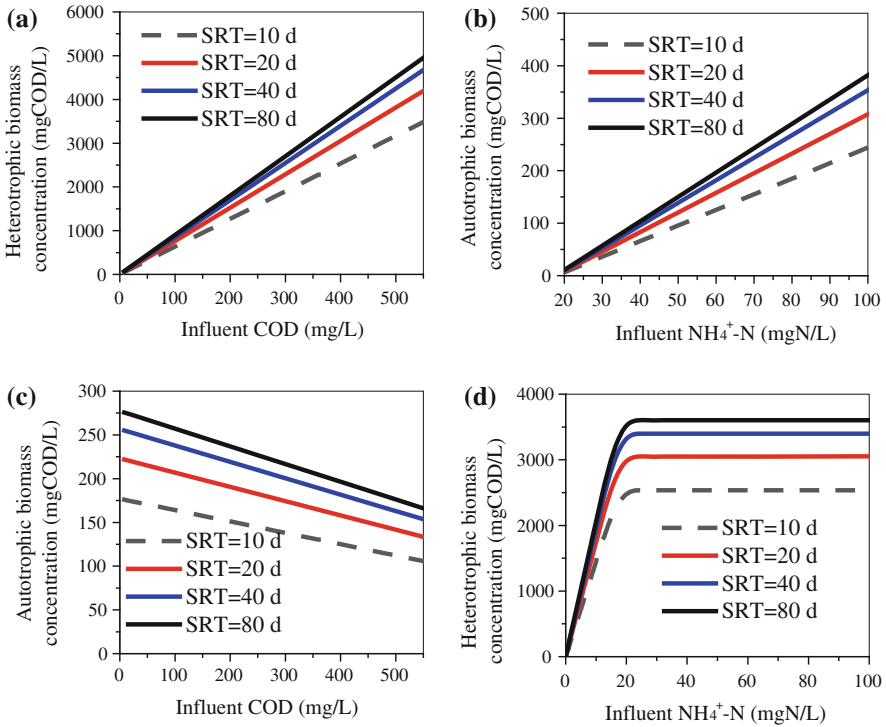 (a)
Heterotrophic biomass
concentration (mgCOD/L)
6000
5000
4000
3000
2000
1000
0
SRT=10 d
SRT=20 d
SRT=40 d
SRT=80 d
0 100 200 300 400 500
Influent COD (mg/L)
(b)
Autotrophic biomass
concentration (mgCOD/L)
500
400
300
200
100
0
SRT=10 d
SRT=20 d
SRT=40 d
SRT=80 d
20 30 40 50 60 70 80 90 100
Influent NH₄⁺-N (mgN/L)
(c)
Autotrophic biomass
concentration (mgCOD/L)
300
250
200
150
100
50
0
SRT=10 d
SRT=20 d
SRT=40 d
SRT=80 d
0 100 200 300 400 500
Influent COD (mg/L)
(d)
Heterotrophic biomass
concentration (mgCOD/L)
4000
3000
2000
1000
0
SRT=10 d
SRT=20 d
SRT=40 d
SRT=80 d
0 20 40 60 80 100
Influent NH₄⁺-N (mgN/L)